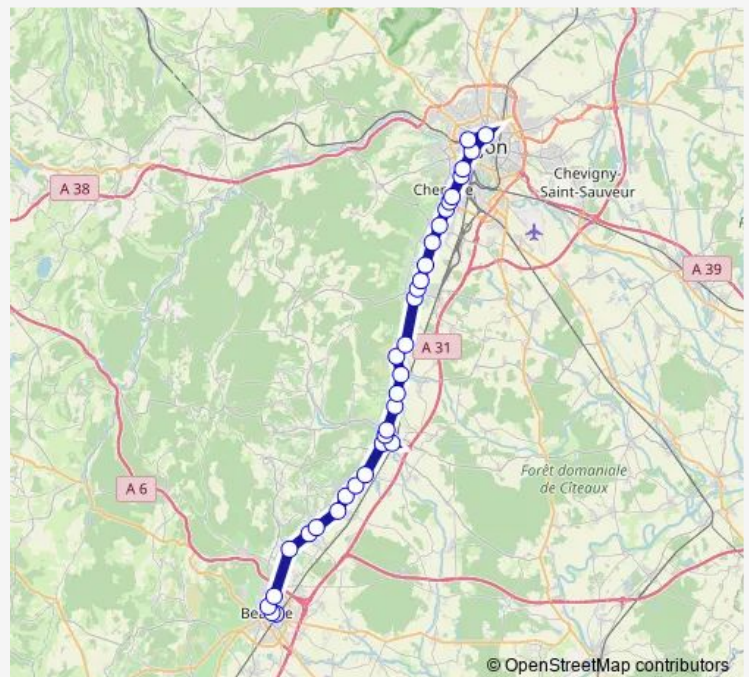 Chevigny-
Saint-Sauveur
A 38
A 39
A 31
A 6
Forêt domaniale
de Cîteaux
© OpenStreetMap contributors